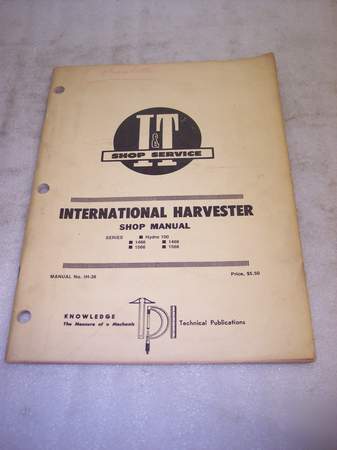 I&T
SHOP SERVICE
INTERNATIONAL HARVESTER
SHOP MANUAL
SERIES ■ Hydro 100
■ 1466 ■ 1468
■ 1566 ■ 1568
MANUAL No. IH-38
Price, $5.50
KNOWLEDGE
The Measure of a Mechanic
Technical Publications